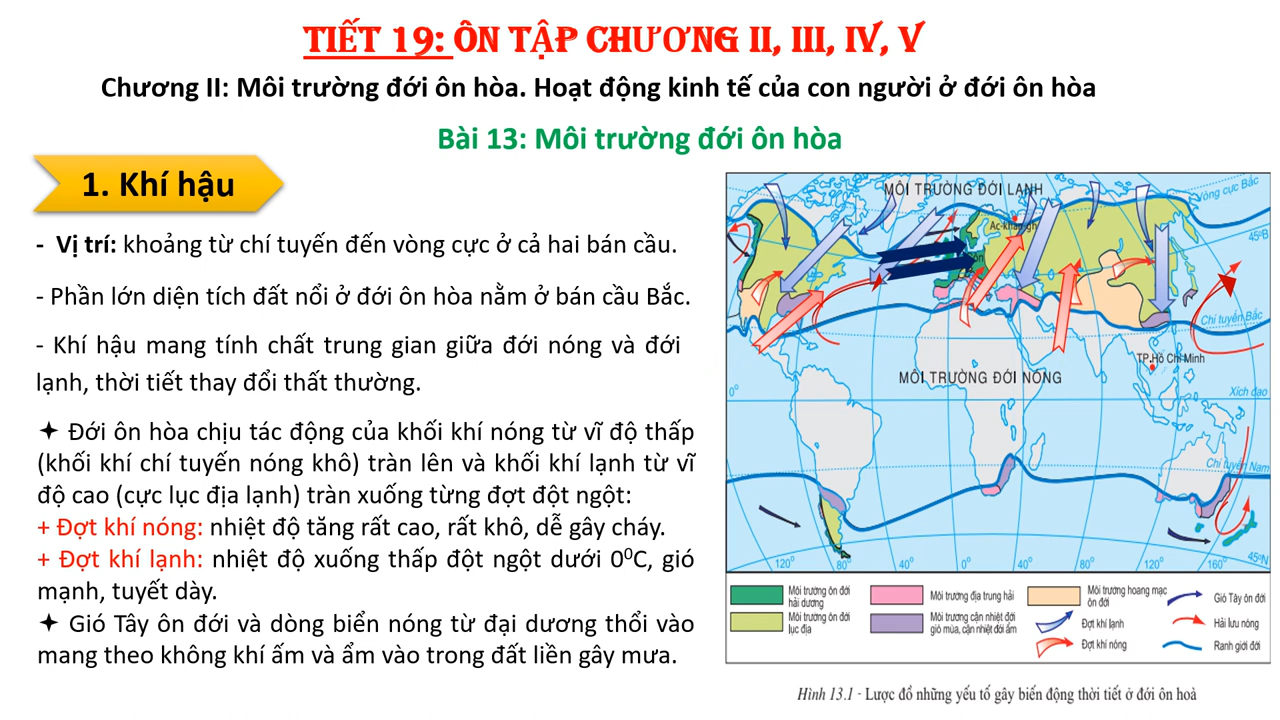 TIẾT 19: ÔN TẬP CHƯƠNG II, III, IV, V
Chương II: Môi trường đới ôn hòa. Hoạt động kinh tế của con người ở đới ôn hòa
Bài 13: Môi trường đới ôn hòa
1. Khí hậu
- Vị trí: khoảng từ chí tuyến đến vòng cực ở cả hai bán cầu.
- Phần lớn diện tích đất nổi ở đới ôn hòa nằm ở bán cầu Bắc.
- Khí hậu mang tính chất trung gian giữa đới nóng và đới
lạnh, thời tiết thay đổi thất thường.
Đới ôn hòa chịu tác động của khối khí nóng từ vĩ độ thấp
(khối khí chí tuyến nóng khô) tràn lên và khối khí lạnh từ vĩ
độ cao (cực lục địa lạnh) tràn xuống từng đợt đột ngột:
+ Đợt khí nóng: nhiệt độ tăng rất cao, rất khô, dễ gây cháy.
+ Đợt khí lạnh: nhiệt độ xuống thấp đột ngột dưới 0⁰C, gió
mạnh, tuyết dày.
Gió Tây ôn đới và dòng biển nóng từ đại dương thổi vào
mang theo không khí ấm và ẩm vào trong đất liền gây mưa.
MÔI TRƯỜNG ĐỚI LẠNH
Vòng cực Bắc
45⁰B
Chí tuyến Bắc
TP.Hồ Chí Minh
MÔI TRƯỜNG ĐỚI NÓNG
0⁰
Xích đạo
Chí tuyến Nam
45⁰N
120⁰ 80⁰ 40⁰ 0⁰ 40⁰ 80⁰ 120⁰ 160⁰
Môi trường ôn đới
hải dương
Môi trường ôn đới
lục địa
Môi trường địa trung hải
Môi trường cận nhiệt đới
gió mùa, cận nhiệt đới ẩm
Môi trường hoang mạc
ôn đới
Đợt khí lạnh
Đợt khí nóng
Gió Tây ôn đới
Hải lưu nóng
Ranh giới đới
Hình 13.1 - Lược đồ những yếu tố gây biến động thời tiết ở đới ôn hoà